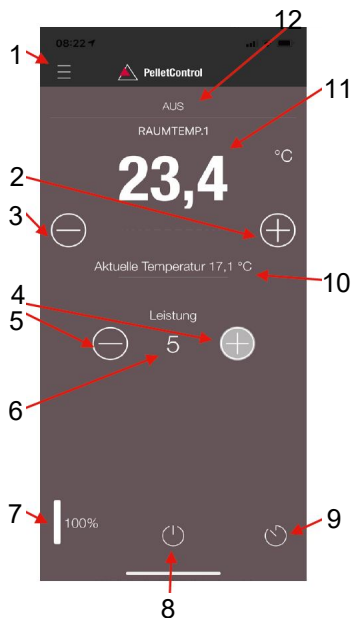 12
08:22
1
PelletControl
AUS
11
RAUMTEMP.1
23,4 °C
2
3
Aktuelle Temperatur 17,1 °C
10
4
5
Leistung
5
6
7
100%
9
8